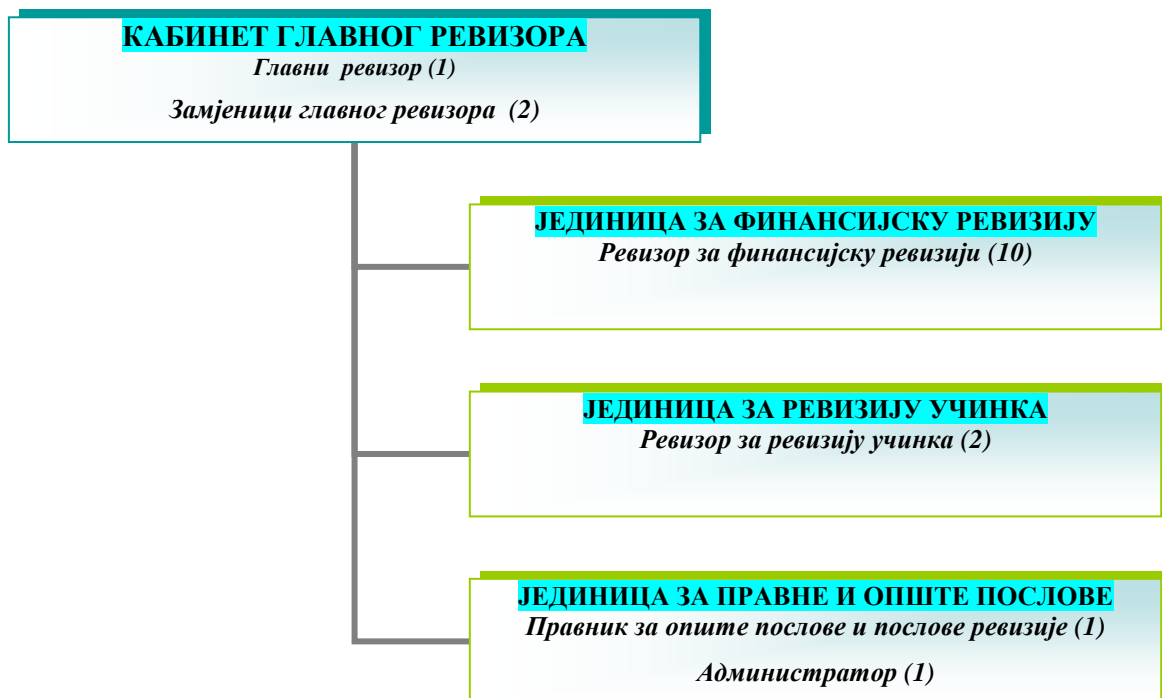 КАБИНЕТ ГЛАВНОГ РЕВИЗОРА
Главни ревизор (1)
Замјеници главног ревизора (2)
ЈЕДИНИЦА ЗА ФИНАНСИЈСКУ РЕВИЗИЈУ
Ревизор за финансијску ревизији (10)
ЈЕДИНИЦА ЗА РЕВИЗИЈУ УЧИНКА
Ревизор за ревизију учинка (2)
ЈЕДИНИЦА ЗА ПРАВНЕ И ОПШТЕ ПОСЛОВЕ
Правник за опште послове и послове ревизије (1)
Администратор (1)